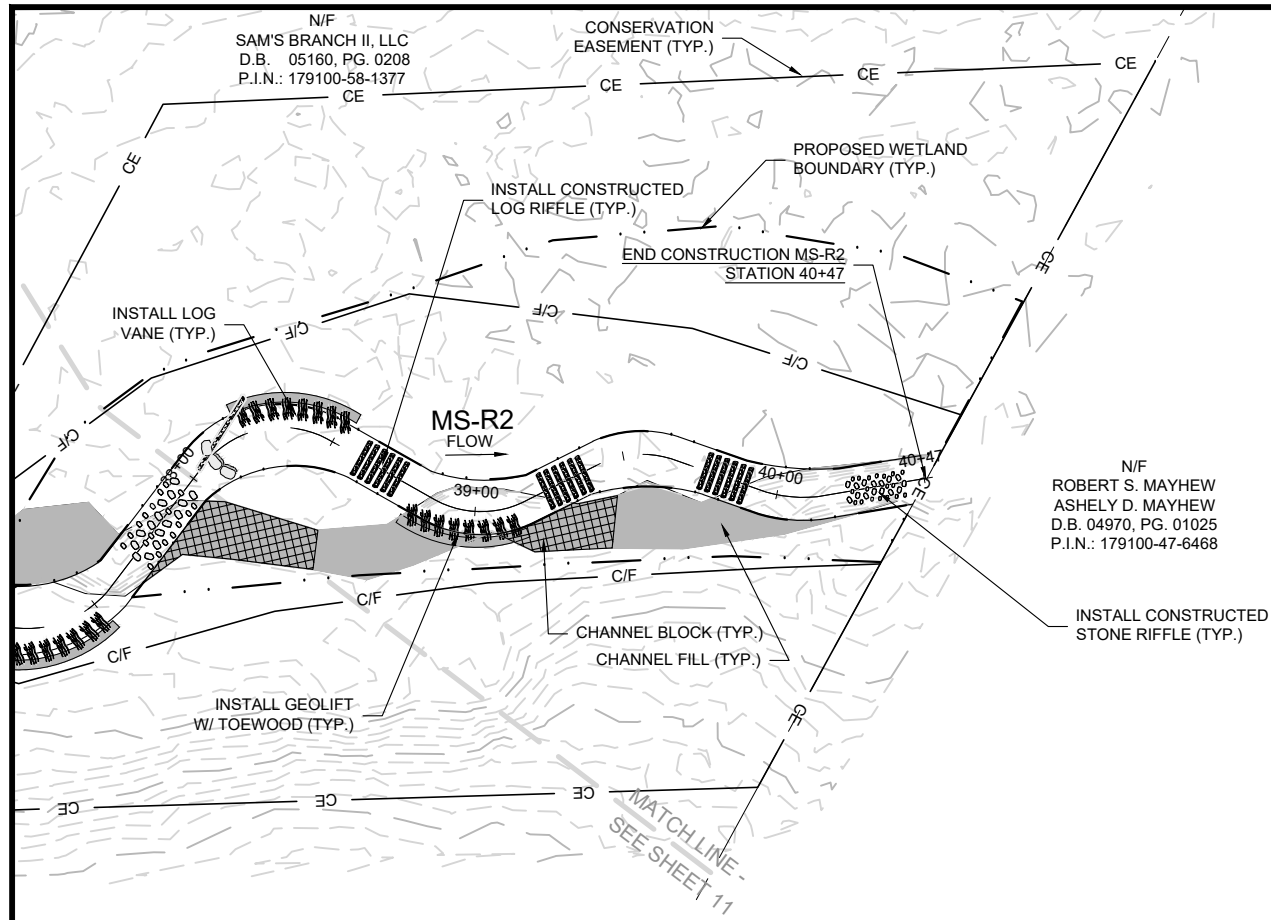 N/F
SAM'S BRANCH II, LLC
D.B. 05160, PG. 0208
P.I.N.: 179100-58-1377
CONSERVATION
EASEMENT (TYP.)
CE
CE
CE
CE
CE
PROPOSED WETLAND
BOUNDARY (TYP.)
INSTALL CONSTRUCTED
LOG RIFFLE (TYP.)
END CONSTRUCTION MS-R2
STATION 40+47
CE
INSTALL LOG
VANE (TYP.)
C/F
C/F
C/F
C/F
MS-R2
FLOW
38+00
39+00
40+00
40+47
CE
N/F
ROBERT S. MAYHEW
ASHELY D. MAYHEW
D.B. 04970, PG. 01025
P.I.N.: 179100-47-6468
C/F
C/F
C/F
CHANNEL BLOCK (TYP.)
CHANNEL FILL (TYP.)
INSTALL CONSTRUCTED
STONE RIFFLE (TYP.)
INSTALL GEOLIFT
W/ TOEWOOD (TYP.)
CE
CE
CE
CE
MATCH LINE -
SEE SHEET 11